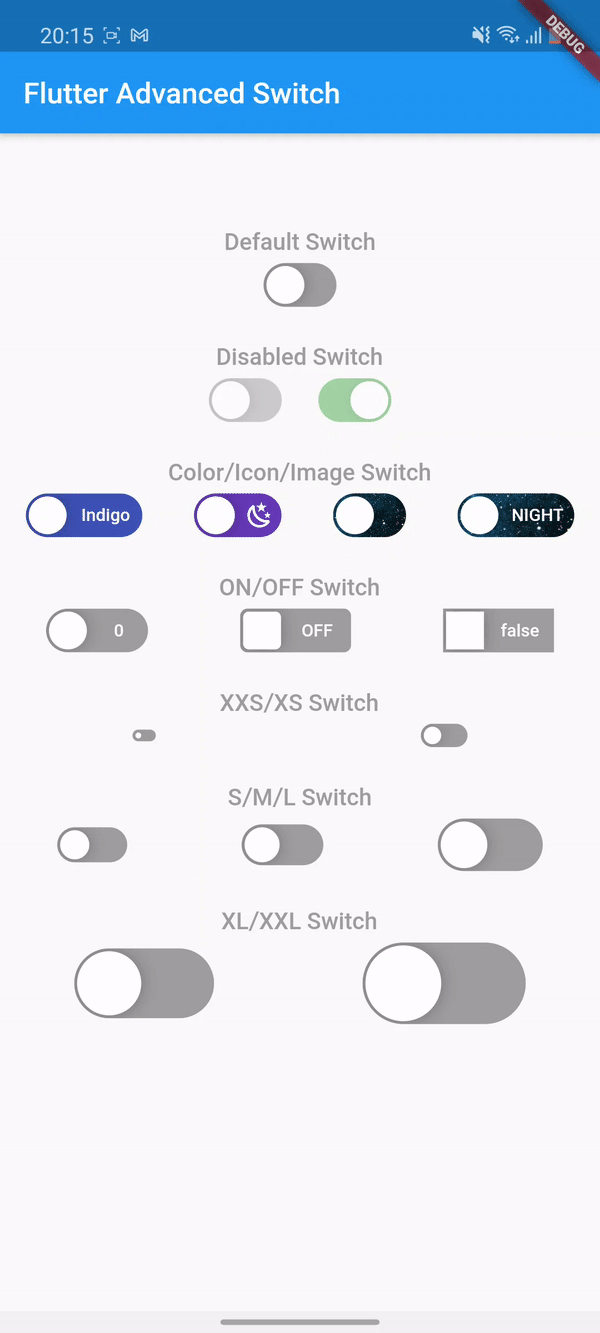 20:15
DEBUG
Flutter Advanced Switch
Default Switch
Disabled Switch
Color/Icon/Image Switch
Indigo
NIGHT
ON/OFF Switch
0
OFF
false
XXS/XS Switch
S/M/L Switch
XL/XXL Switch